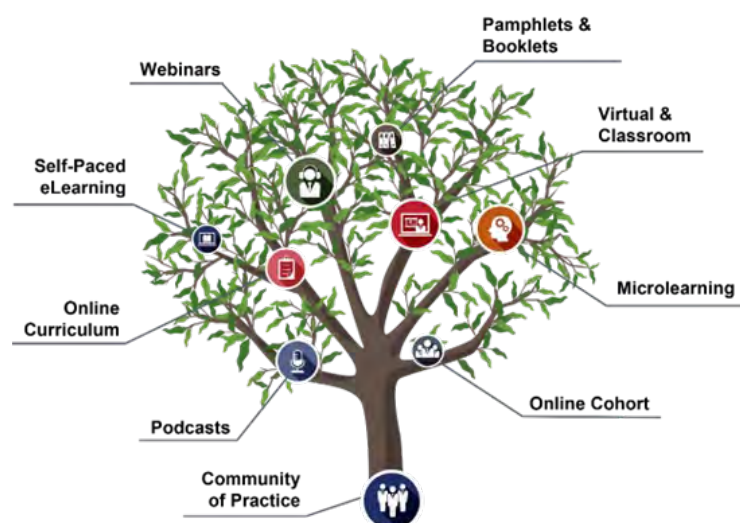 Pamphlets &
Booklets
Webinars
Virtual &
Classroom
Self-Paced
eLearning
Microlearning
Online
Curriculum
Online Cohort
Podcasts
Community
of Practice